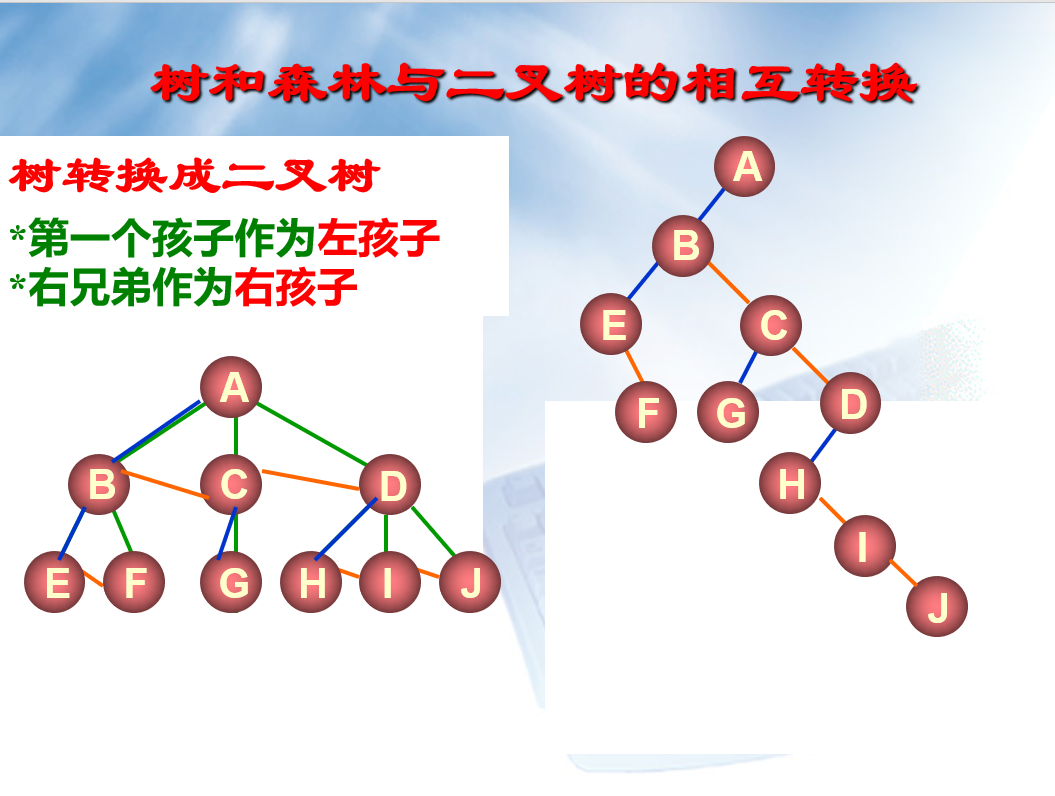 树和森林与二叉树的相互转换
树转换成二叉树
*第一个孩子作为左孩子
*右兄弟作为右孩子
A
B C D
E F G H I J
A
B
E C
F G D
H
I
J